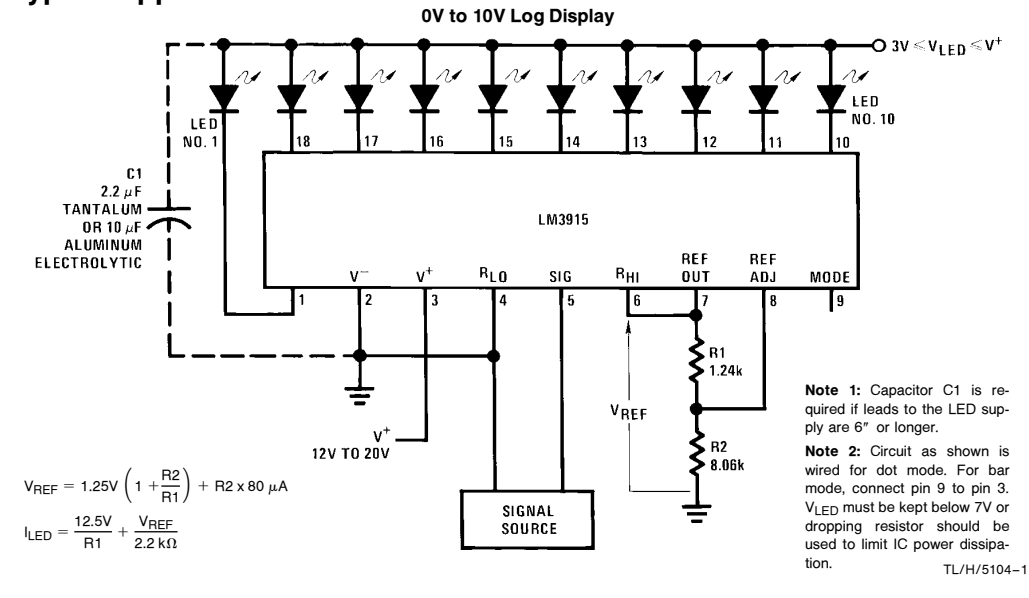 0V to 10V Log Display
3V ≤ VLED ≤ V+
LED
NO. 1
LED
NO. 10
18 17 16 15 14 13 12 11 10
C1
2.2 μF
TANTALUM
OR 10 μF
ALUMINUM
ELECTROLYTIC
LM3915
V− V+ RLO SIG RHI REF OUT REF ADJ MODE
1 2 3 4 5 6 7 8 9
R1
1.24k
VREF
R2
8.06k
V+
12V TO 20V
SIGNAL
SOURCE
VREF = 1.25V (1 + R2/R1) + R2 x 80 μA
ILED = 12.5V/R1 + VREF/2.2 kΩ
Note 1: Capacitor C1 is re-
quired if leads to the LED sup-
ply are 6″ or longer.
Note 2: Circuit as shown is
wired for dot mode. For bar
mode, connect pin 9 to pin 3.
VLED must be kept below 7V or
dropping resistor should be
used to limit IC power dissipa-
tion.
TL/H/5104–1